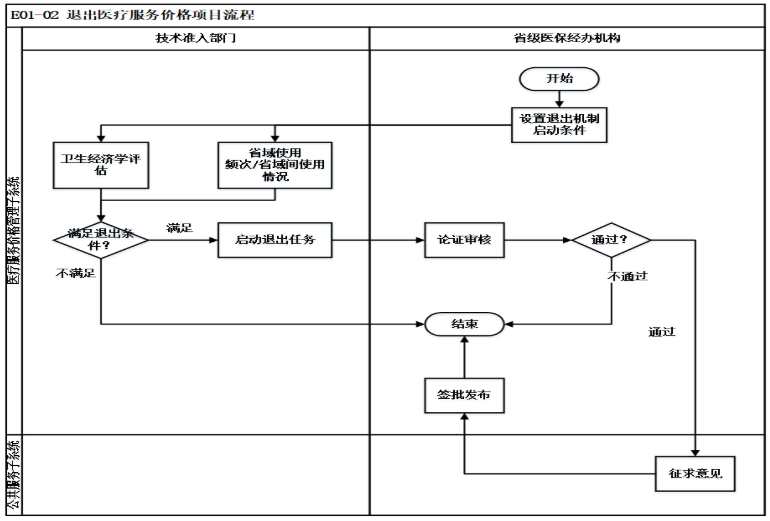 E01-02 退出医疗服务价格项目流程
技术准入部门
省级医保经办机构
医疗服务价格管理子系统
开始
设置退出机制
启动条件
卫生经济学评
估
省域使用
频次/省域间使用
情况
满足退出条
件?
满足
启动退出任务
论证审核
通过?
不满足
不通过
结束
通过
签批发布
公共服务子系统
征求意见